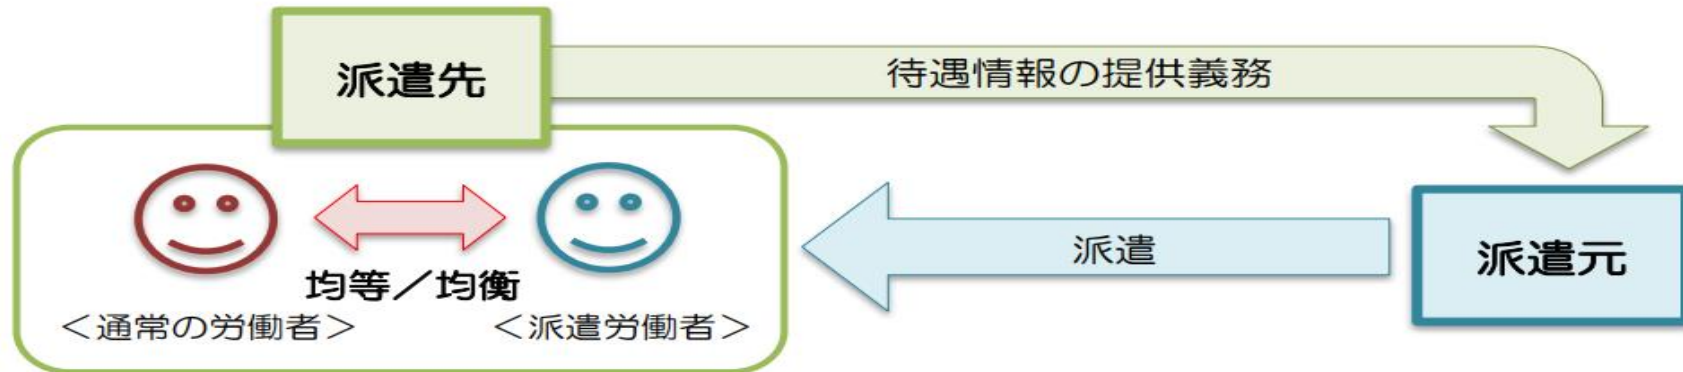 派遣先
待遇情報の提供義務
派遣
派遣元
均等／均衡
＜通常の労働者＞
＜派遣労働者＞